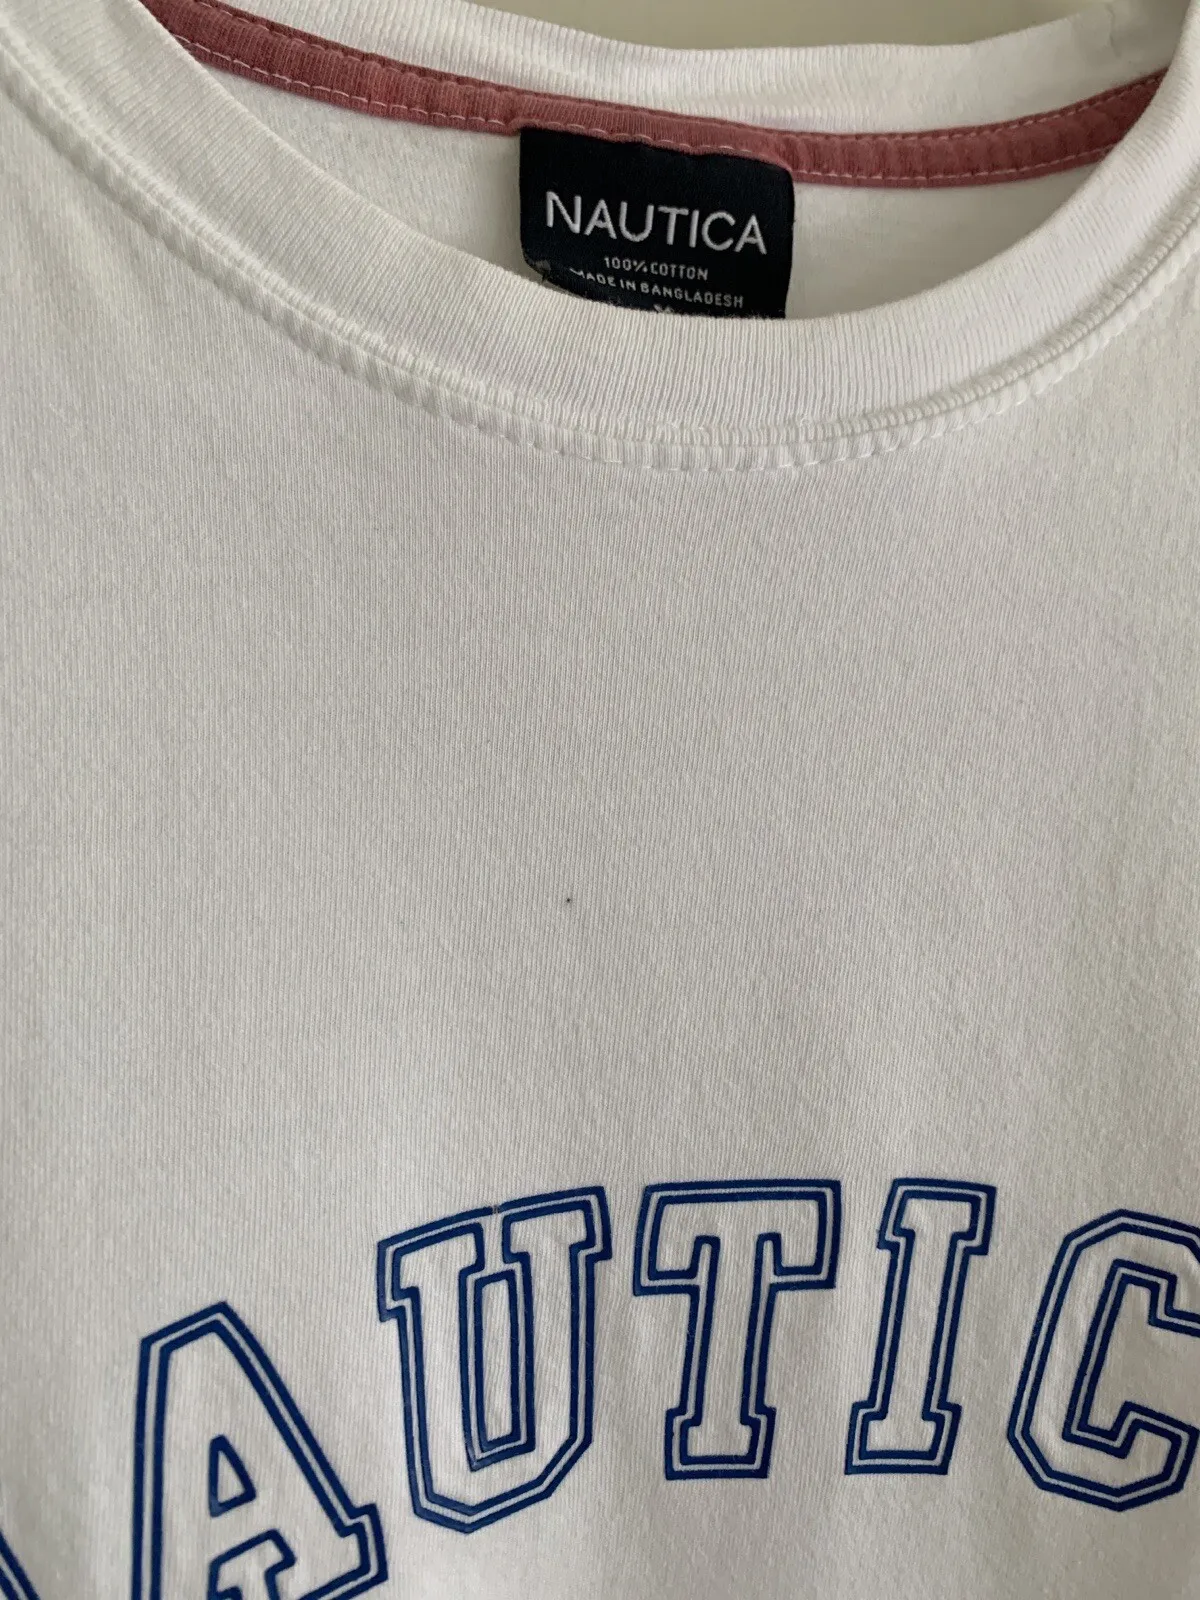 NAUTICA
100% COTTON
MADE IN BANGLADESH
AUTIC